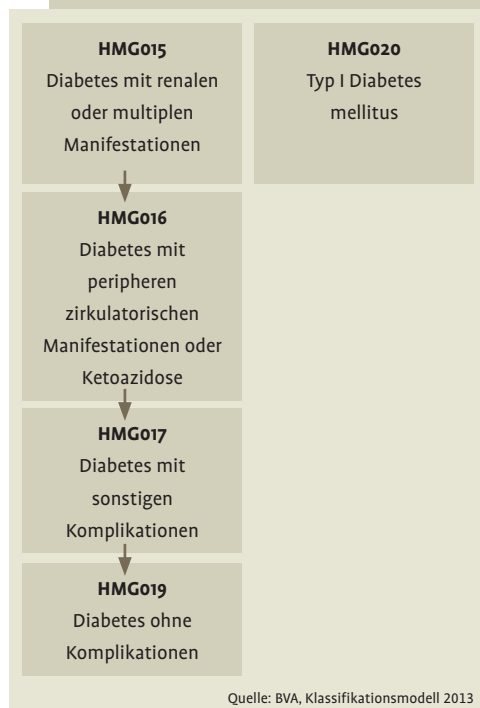 HMG015
Diabetes mit renalen
oder multiplen
Manifestationen
HMG020
Typ I Diabetes
mellitus
HMG016
Diabetes mit
peripheren
zirkulatorischen
Manifestationen oder
Ketoazidose
HMG017
Diabetes mit
sonstigen
Komplikationen
HMG019
Diabetes ohne
Komplikationen
Quelle: BVA, Klassifikationsmodell 2013